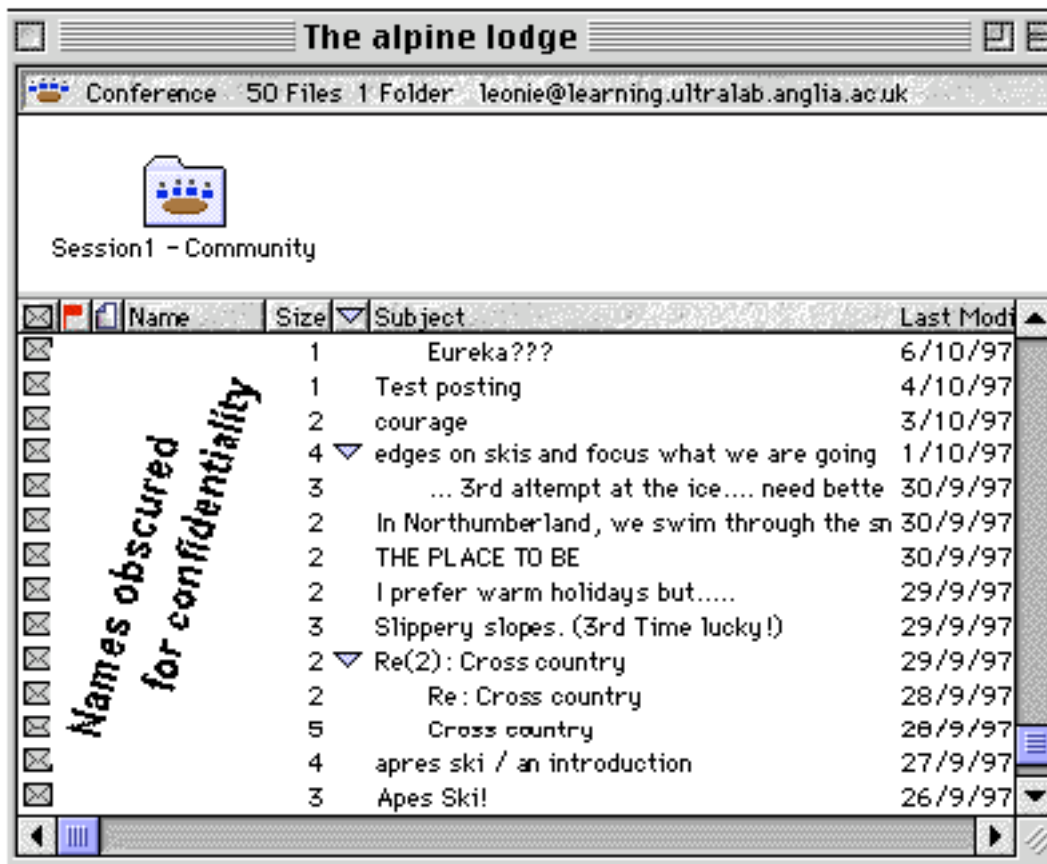 The alpine lodge
Conference 50 Files 1 Folder leonie@learning.ultralab.anglia.ac.uk
Session1 - Community
Name Size Subject Last Modi
1 Eureka??? 6/10/97
1 Test posting 4/10/97
2 courage 3/10/97
4 edges on skis and focus what we are going 1/10/97
3 ... 3rd attempt at the ice.... need bette 30/9/97
2 In Northumberland, we swim through the sn 30/9/97
2 THE PLACE TO BE 30/9/97
2 I prefer warm holidays but..... 29/9/97
3 Slippery slopes. (3rd Time lucky!) 29/9/97
2 Re(2): Cross country 29/9/97
2 Re: Cross country 28/9/97
5 Cross country 28/9/97
4 apres ski / an introduction 27/9/97
3 Apes Ski! 26/9/97
Names obscured
for confidentiality